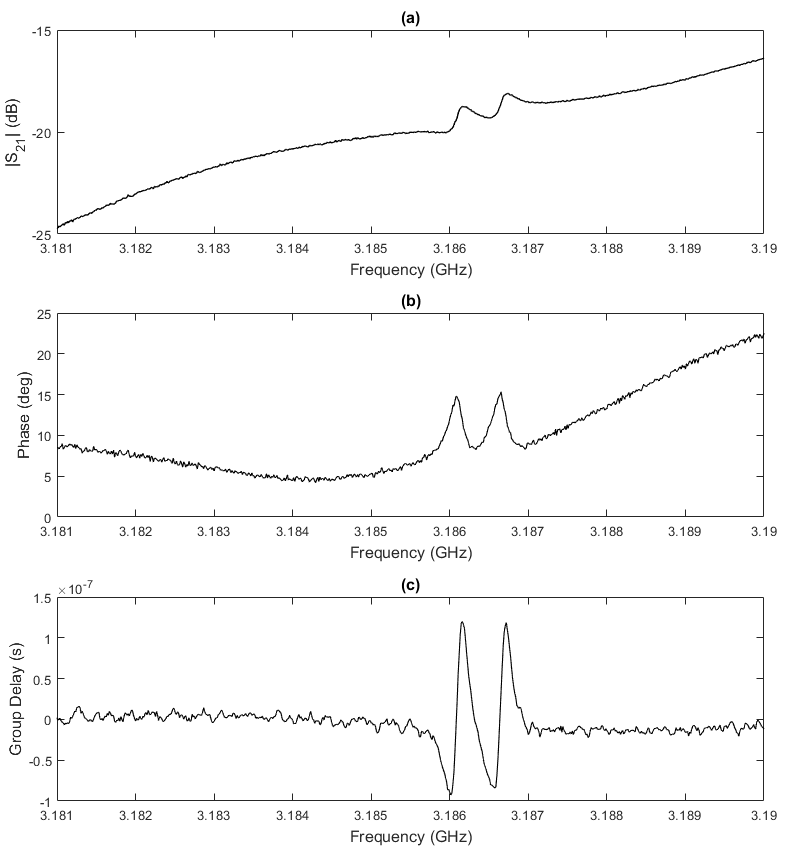 (a)
-15
-20
-25
|S21| (dB)
3.181 3.182 3.183 3.184 3.185 3.186 3.187 3.188 3.189 3.19
Frequency (GHz)
(b)
25
20
15
10
5
0
Phase (deg)
3.181 3.182 3.183 3.184 3.185 3.186 3.187 3.188 3.189 3.19
Frequency (GHz)
(c)
×10-7
1.5
1
0.5
0
-0.5
-1
Group Delay (s)
3.181 3.182 3.183 3.184 3.185 3.186 3.187 3.188 3.189 3.19
Frequency (GHz)